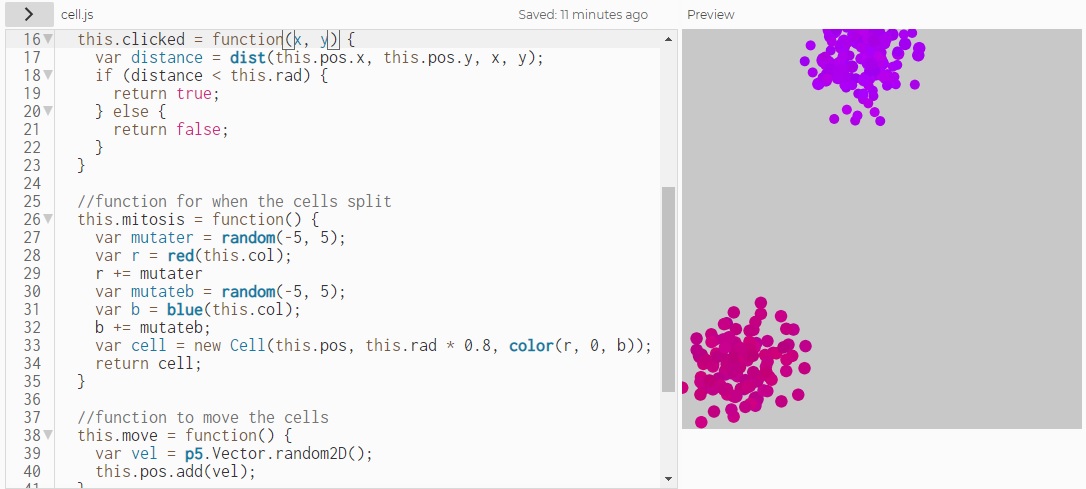 cell.js Saved: 11 minutes ago Preview
16 this.clicked = function(x, y) {
17 var distance = dist(this.pos.x, this.pos.y, x, y);
18 if (distance < this.rad) {
19 return true;
20 } else {
21 return false;
22 }
23 }
24
25 //function for when the cells split
26 this.mitosis = function() {
27 var mutater = random(-5, 5);
28 var r = red(this.col);
29 r += mutater
30 var mutateb = random(-5, 5);
31 var b = blue(this.col);
32 b += mutateb;
33 var cell = new Cell(this.pos, this.rad * 0.8, color(r, 0, b));
34 return cell;
35 }
36
37 //function to move the cells
38 this.move = function() {
39 var vel = p5.Vector.random2D();
40 this.pos.add(vel);